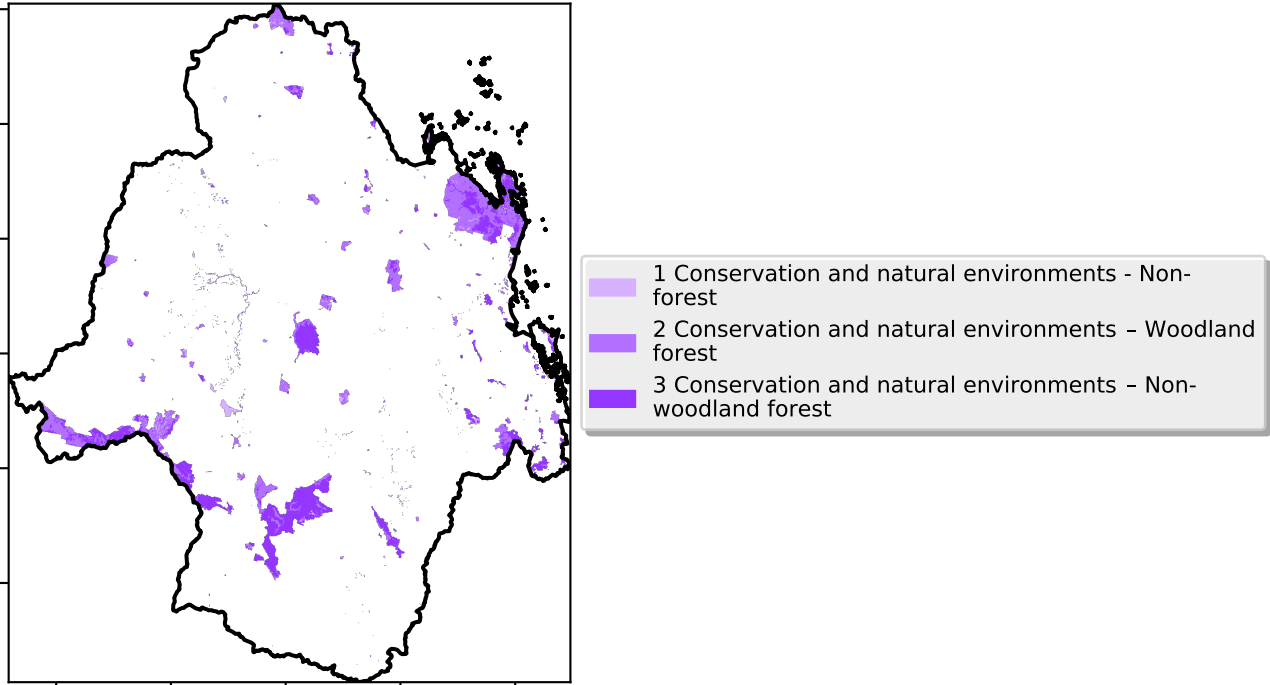 1 Conservation and natural environments - Non-
forest
2 Conservation and natural environments – Woodland
forest
3 Conservation and natural environments – Non-
woodland forest